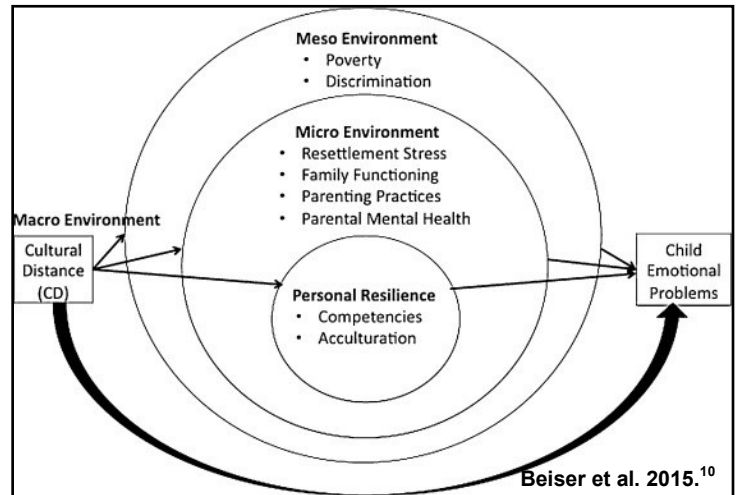 Meso Environment
• Poverty
• Discrimination
Micro Environment
• Resettlement Stress
• Family Functioning
• Parenting Practices
• Parental Mental Health
Macro Environment
Cultural
Distance
(CD)
Child
Emotional
Problems
Personal Resilience
• Competencies
• Acculturation
Beiser et al. 2015.10